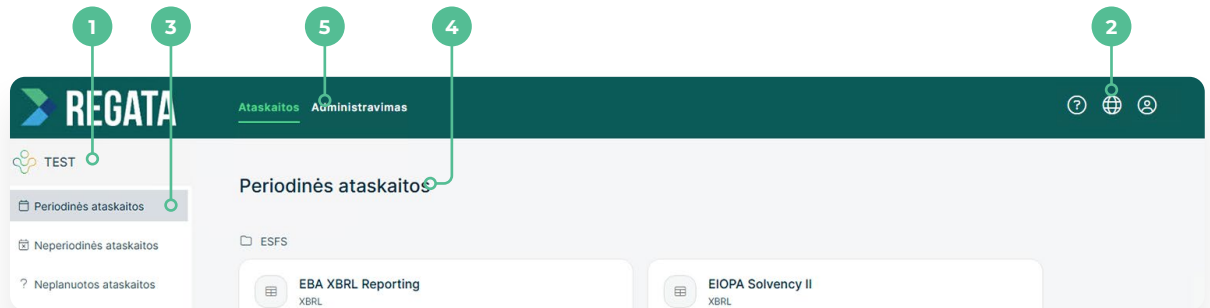 1 3 5 4 2
REGATA
Ataskaitos Administravimas
?
TEST
Periodinės ataskaitos
Neperiodinės ataskaitos
? Neplanuotos ataskaitos
Periodinės ataskaitos
ESFS
EBA XBRL Reporting
XBRL
EIOPA Solvency II
XBRL